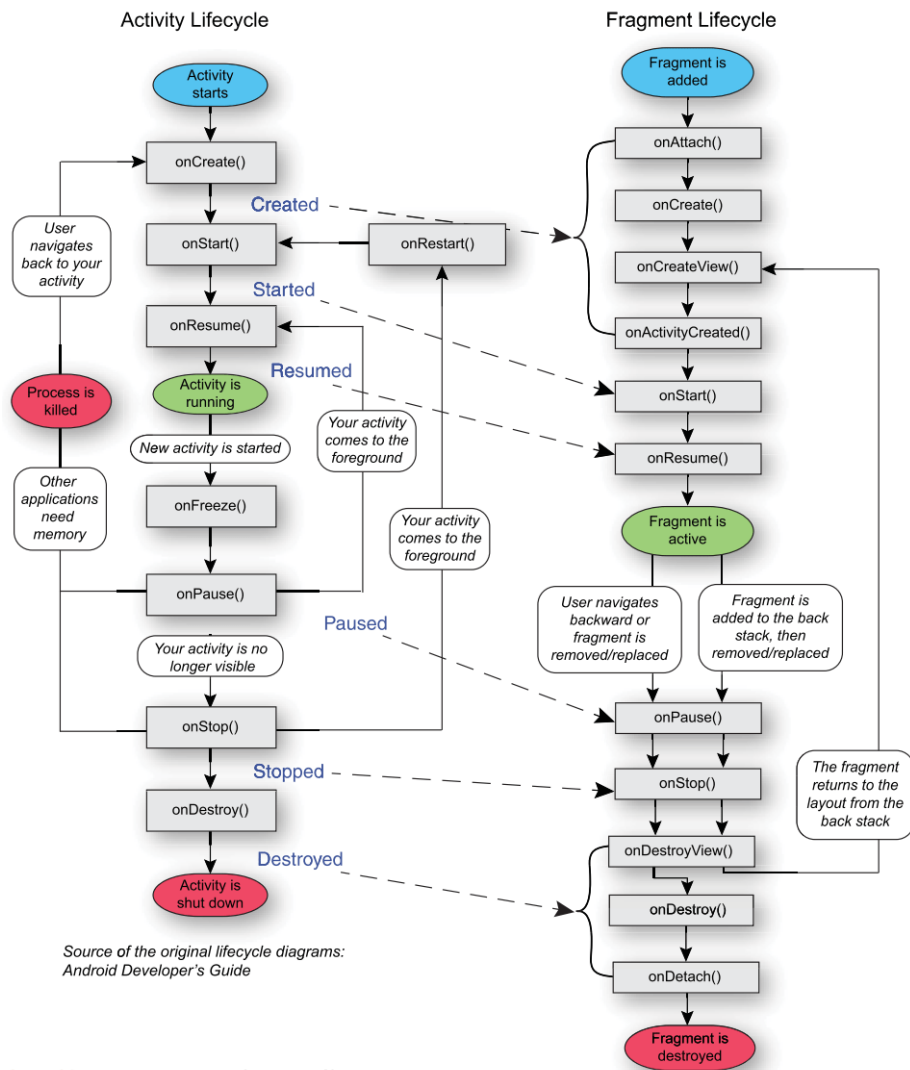 Activity Lifecycle
Fragment Lifecycle
Activity
starts
onCreate()
User
navigates
back to your
activity
onStart()
onRestart()
onResume()
Process is
killed
Activity is
running
Your activity
comes to the
foreground
New activity is started
Other
applications
need
memory
onFreeze()
Your activity
comes to the
foreground
onPause()
Your activity is no
longer visible
onStop()
onDestroy()
Activity is
shut down
Created
Started
Resumed
Paused
Stopped
Destroyed
Fragment is
added
onAttach()
onCreate()
onCreateView()
onActivityCreated()
onStart()
onResume()
Fragment is
active
User navigates
backward or
fragment is
removed/replaced
Fragment is
added to the back
stack, then
removed/replaced
onPause()
onStop()
The fragment
returns to the
layout from the
back stack
onDestroyView()
onDestroy()
onDetach()
Fragment is
destroyed
Source of the original lifecycle diagrams:
Android Developer's Guide